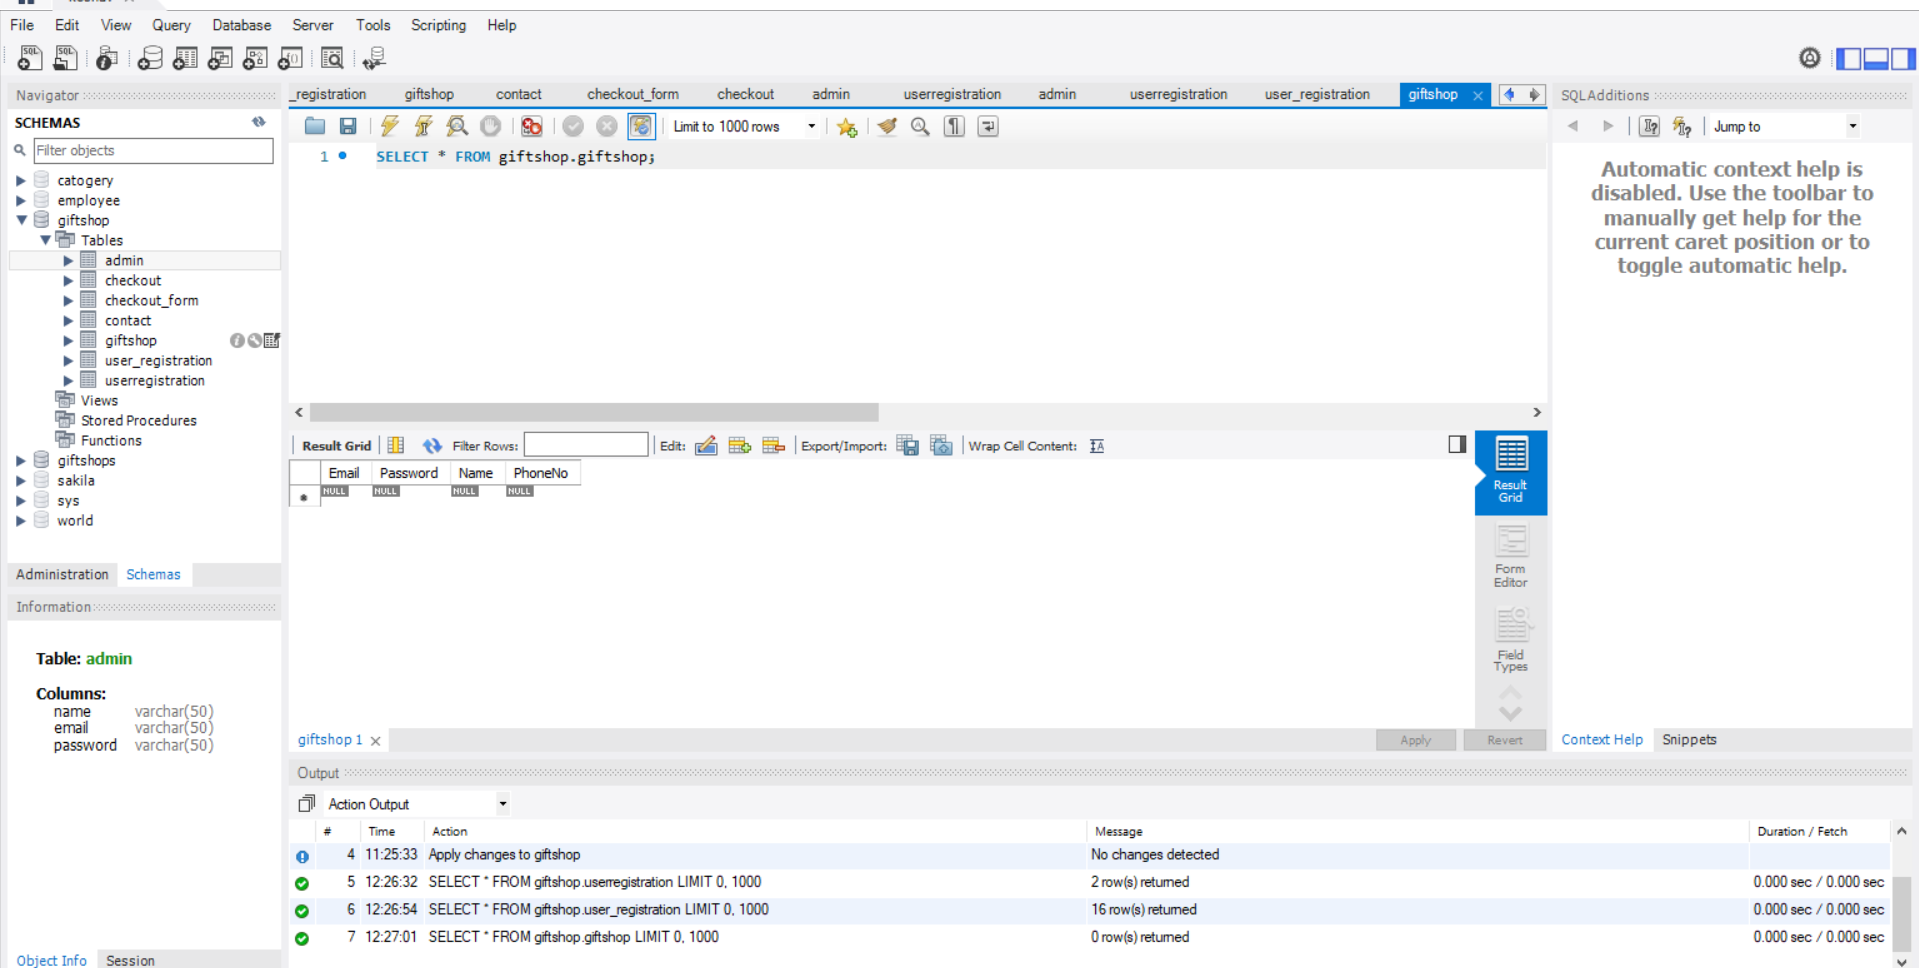 File Edit View Query Database Server Tools Scripting Help
Navigator
SCHEMAS
Filter objects
catogery
employee
giftshop
Tables
admin
checkout
checkout_form
contact
giftshop
user_registration
userregistration
Views
Stored Procedures
Functions
giftshops
sakila
sys
world
Administration Schemas
Information
Table: admin
Columns:
name varchar(50)
email varchar(50)
password varchar(50)
Object Info Session
_registration giftshop contact checkout_form checkout admin userregistration admin userregistration user_registration giftshop
Limit to 1000 rows
1 SELECT * FROM giftshop.giftshop;
Result Grid Filter Rows: Edit: Export/Import: Wrap Cell Content:
Email Password Name PhoneNo
NULL NULL NULL NULL
Result
Grid
Form
Editor
Field
Types
giftshop 1 Apply Revert
SQLAdditions
Jump to
Automatic context help is
disabled. Use the toolbar to
manually get help for the
current caret position or to
toggle automatic help.
Context Help Snippets
Output
Action Output
# Time Action Message Duration / Fetch
4 11:25:33 Apply changes to giftshop No changes detected
5 12:26:32 SELECT * FROM giftshop.userregistration LIMIT 0, 1000 2 row(s) returned 0.000 sec / 0.000 sec
6 12:26:54 SELECT * FROM giftshop.user_registration LIMIT 0, 1000 16 row(s) returned 0.000 sec / 0.000 sec
7 12:27:01 SELECT * FROM giftshop.giftshop LIMIT 0, 1000 0 row(s) returned 0.000 sec / 0.000 sec